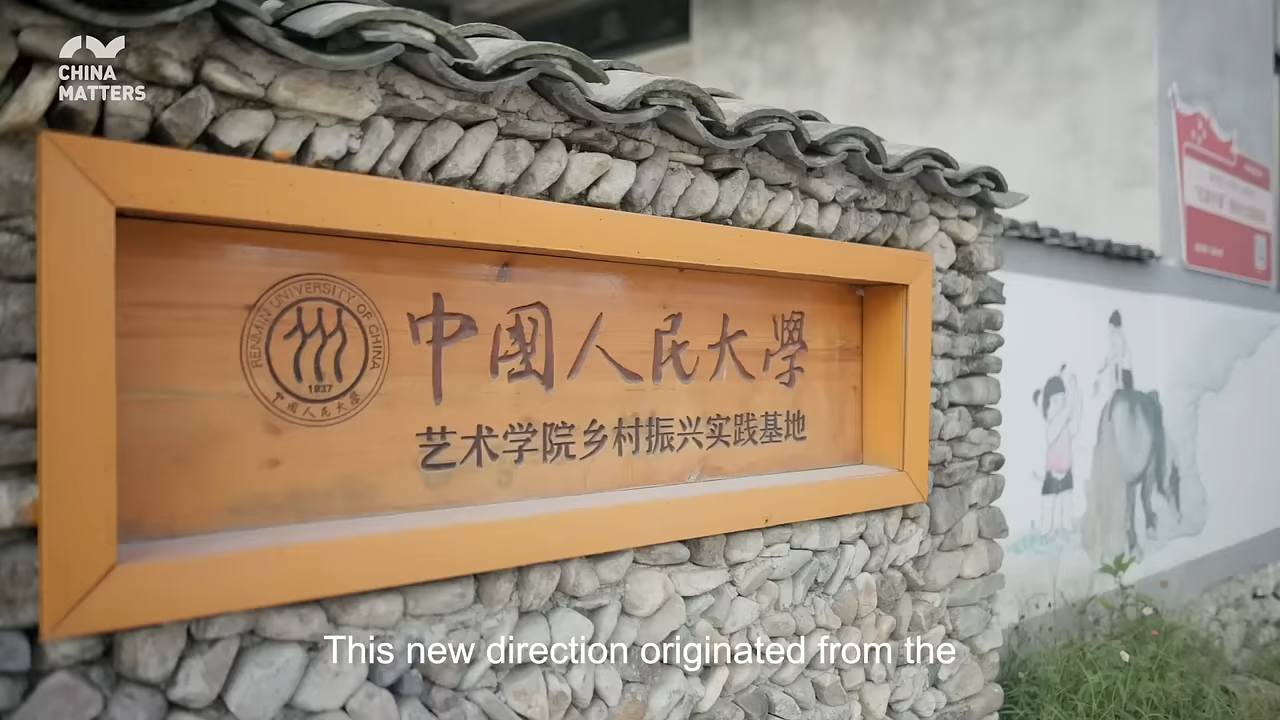 CHINA
MATTERS
RENMIN UNIVERSITY OF CHINA
1937
中国人民大学
中國人民大學
艺术学院乡村振兴实践基地
This new direction originated from the